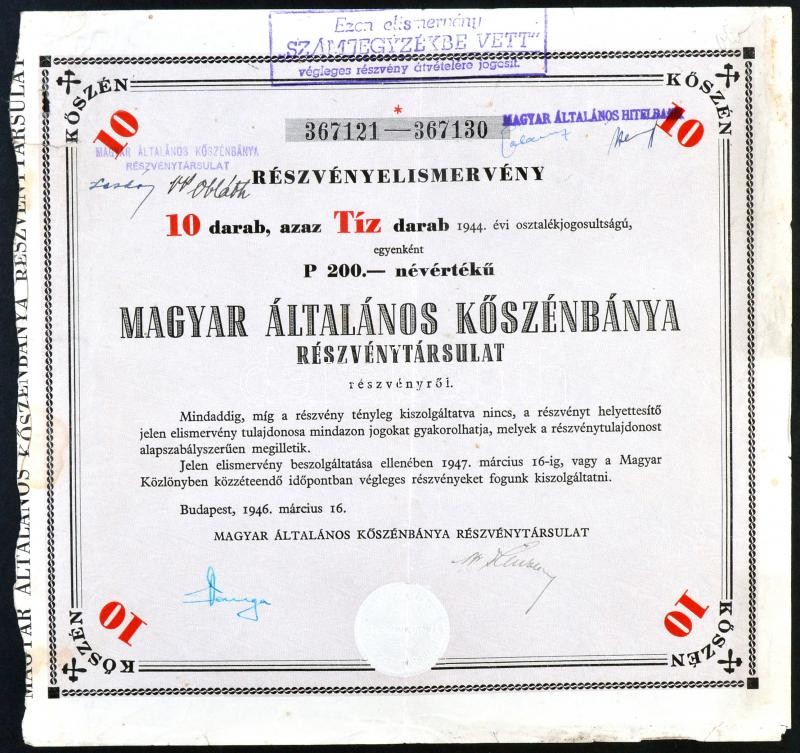 Ezen elismervény
"SZÁMJEGYZÉKBE VETT"
végleges részvény átvételére jogosít.
KŐSZÉN
KŐSZÉN
10
10
*
367121—367130
MAGYAR ÁLTALÁNOS HITELBANK
MAGYAR ÁLTALÁNOS KŐSZÉNBÁNYA
RÉSZVÉNYTÁRSULAT
RÉSZVÉNYELISMERVÉNY
10 darab, azaz Tíz darab 1944. évi osztalékjogosultságú,
egyenként
P 200.— névértékű
MAGYAR ÁLTALÁNOS KŐSZÉNBÁNYA
RÉSZVÉNYTÁRSULAT
részvényről.
Mindaddig, míg a részvény tényleg kiszolgáltatva nincs, a részvényt helyettesítő
jelen elismervény tulajdonosa mindazon jogokat gyakorolhatja, melyek a részvénytulajdonost
alapszabályszerűen megilletik.
Jelen elismervény beszolgáltatása ellenében 1947. március 16-ig, vagy a Magyar
Közlönyben közzéteendő időpontban végleges részvényeket fogunk kiszolgáltatni.
Budapest, 1946. március 16.
MAGYAR ÁLTALÁNOS KŐSZÉNBÁNYA RÉSZVÉNYTÁRSULAT
10
10
KŐSZÉN
KŐSZÉN
MAGYAR ÁLTALÁNOS KŐSZÉNBÁNYA RÉSZVÉNYTÁRSULAT